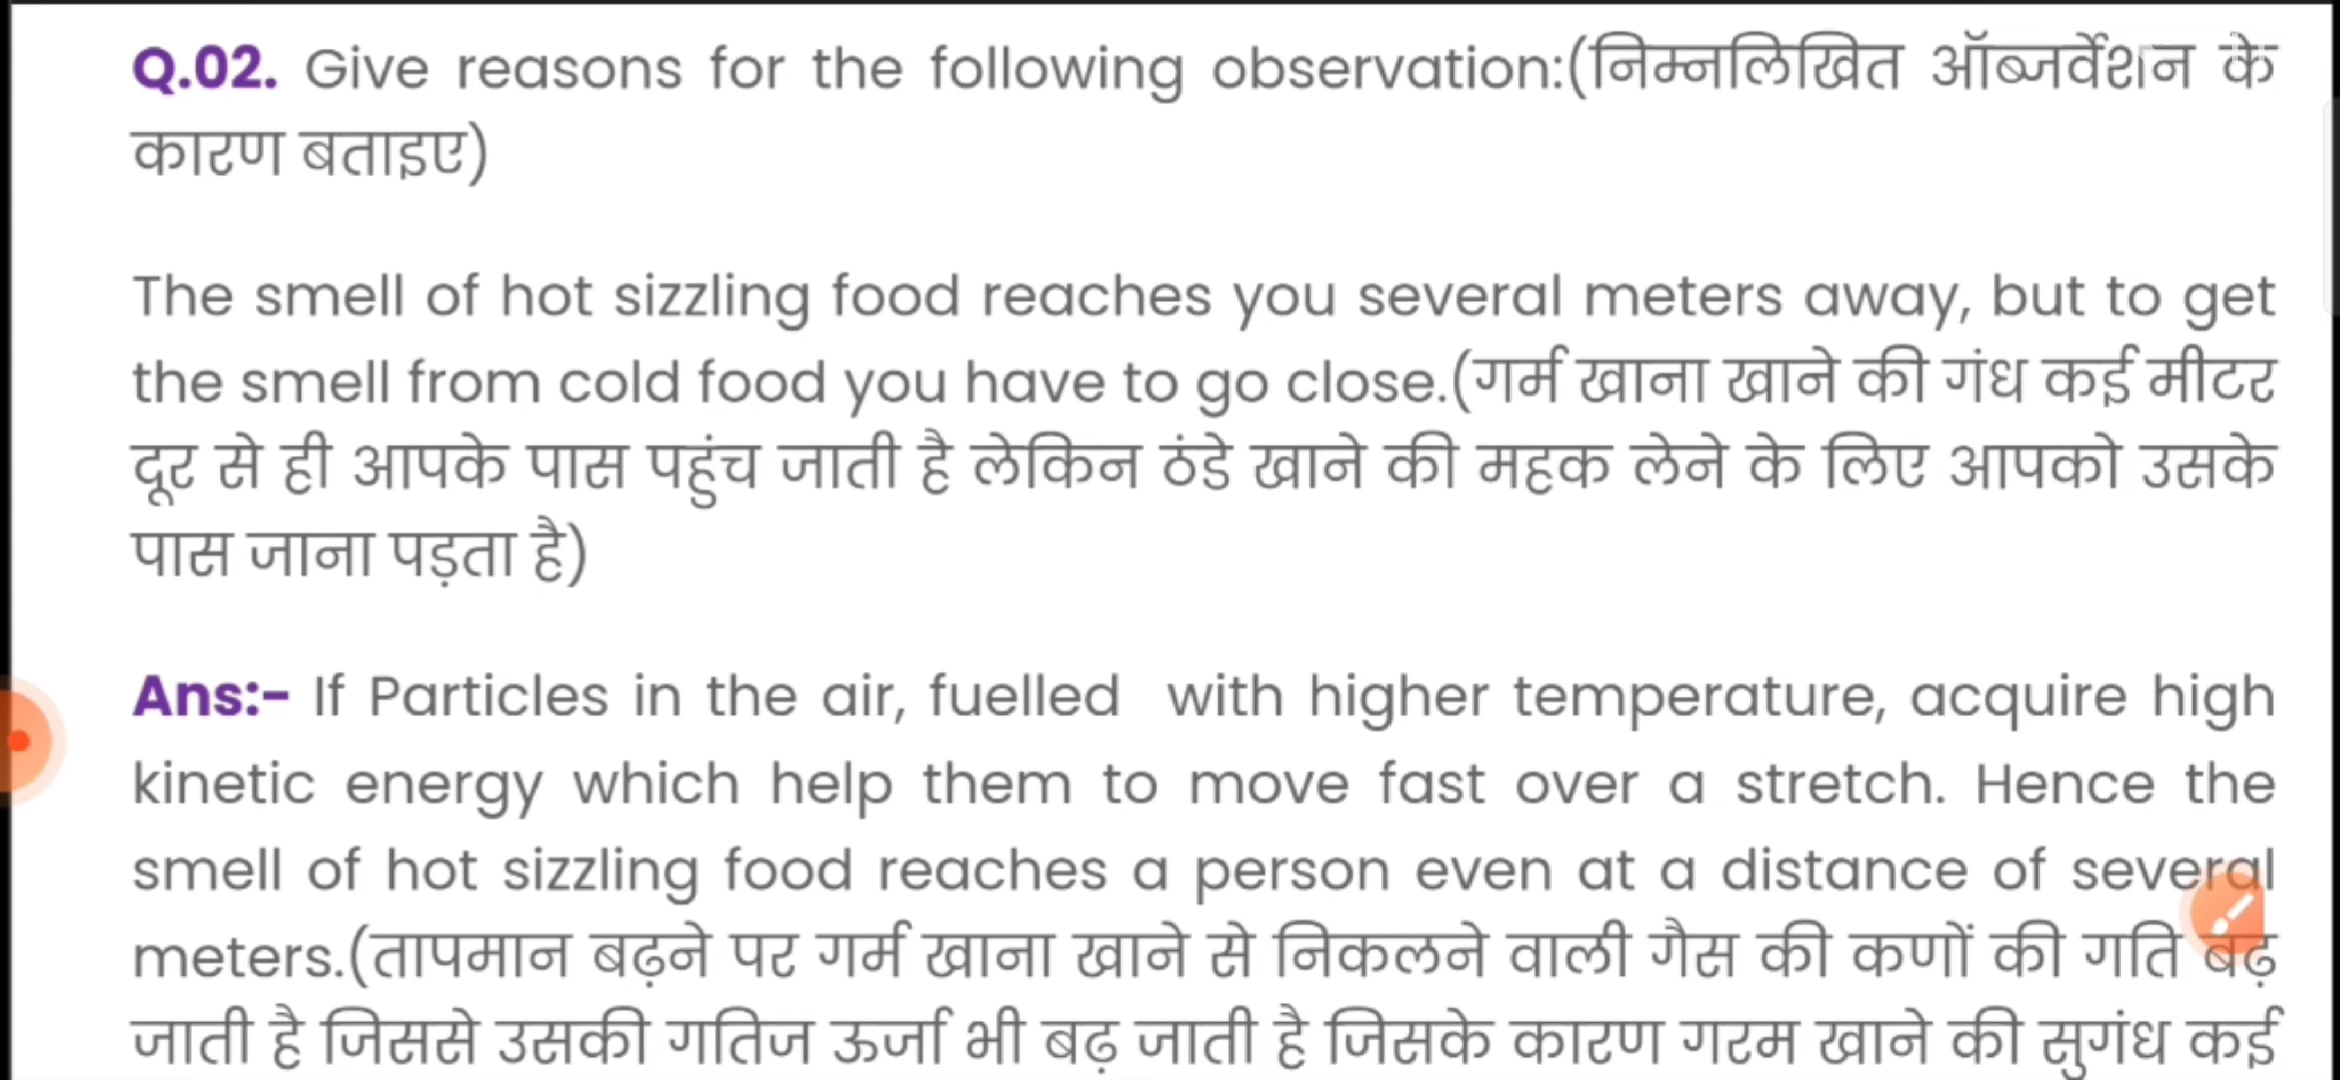 Q.02. Give reasons for the following observation:(निम्नलिखित ऑब्जर्वेशन के
कारण बताइए)
The smell of hot sizzling food reaches you several meters away, but to get
the smell from cold food you have to go close.(गर्म खाना खाने की गंध कई मीटर
दूर से ही आपके पास पहुंच जाती है लेकिन ठंडे खाने की महक लेने के लिए आपको उसके
पास जाना पड़ता है)
Ans:- If Particles in the air, fuelled with higher temperature, acquire high
kinetic energy which help them to move fast over a stretch. Hence the
smell of hot sizzling food reaches a person even at a distance of several
meters.(तापमान बढ़ने पर गर्म खाना खाने से निकलने वाली गैस की कणों की गति बढ़
जाती है जिससे उसकी गतिज ऊर्जा भी बढ़ जाती है जिसके कारण गरम खाने की सुगंध कई